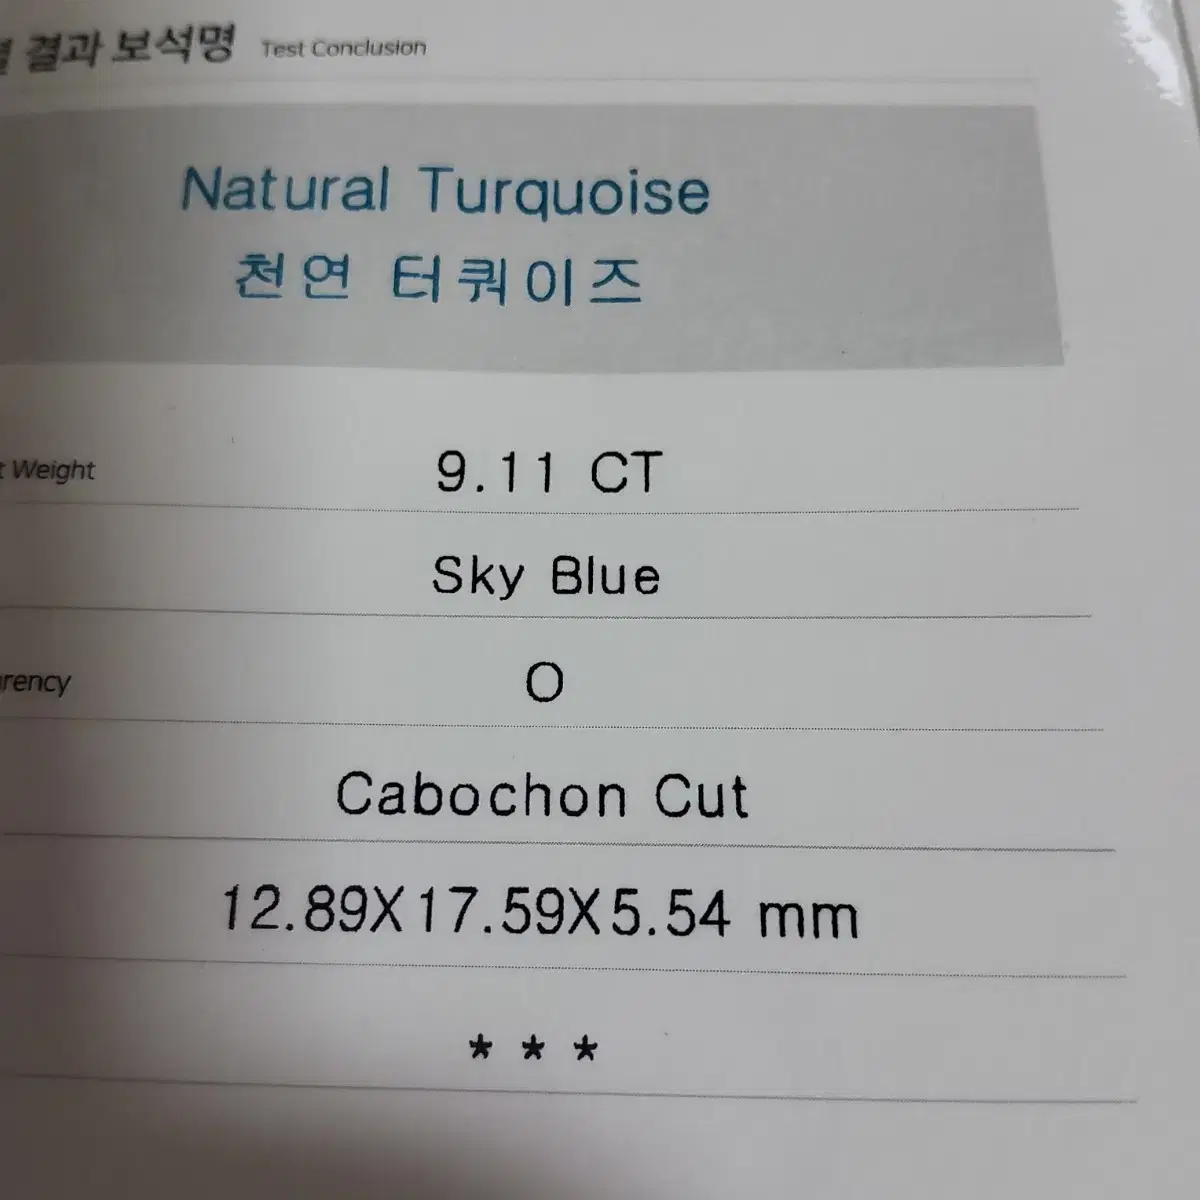 결과 보석명 Test Conclusion
Natural Turquoise
천연 터쿼이즈
Weight 9.11 CT
Sky Blue
O
Cabochon Cut
12.89X17.59X5.54 mm
* * *